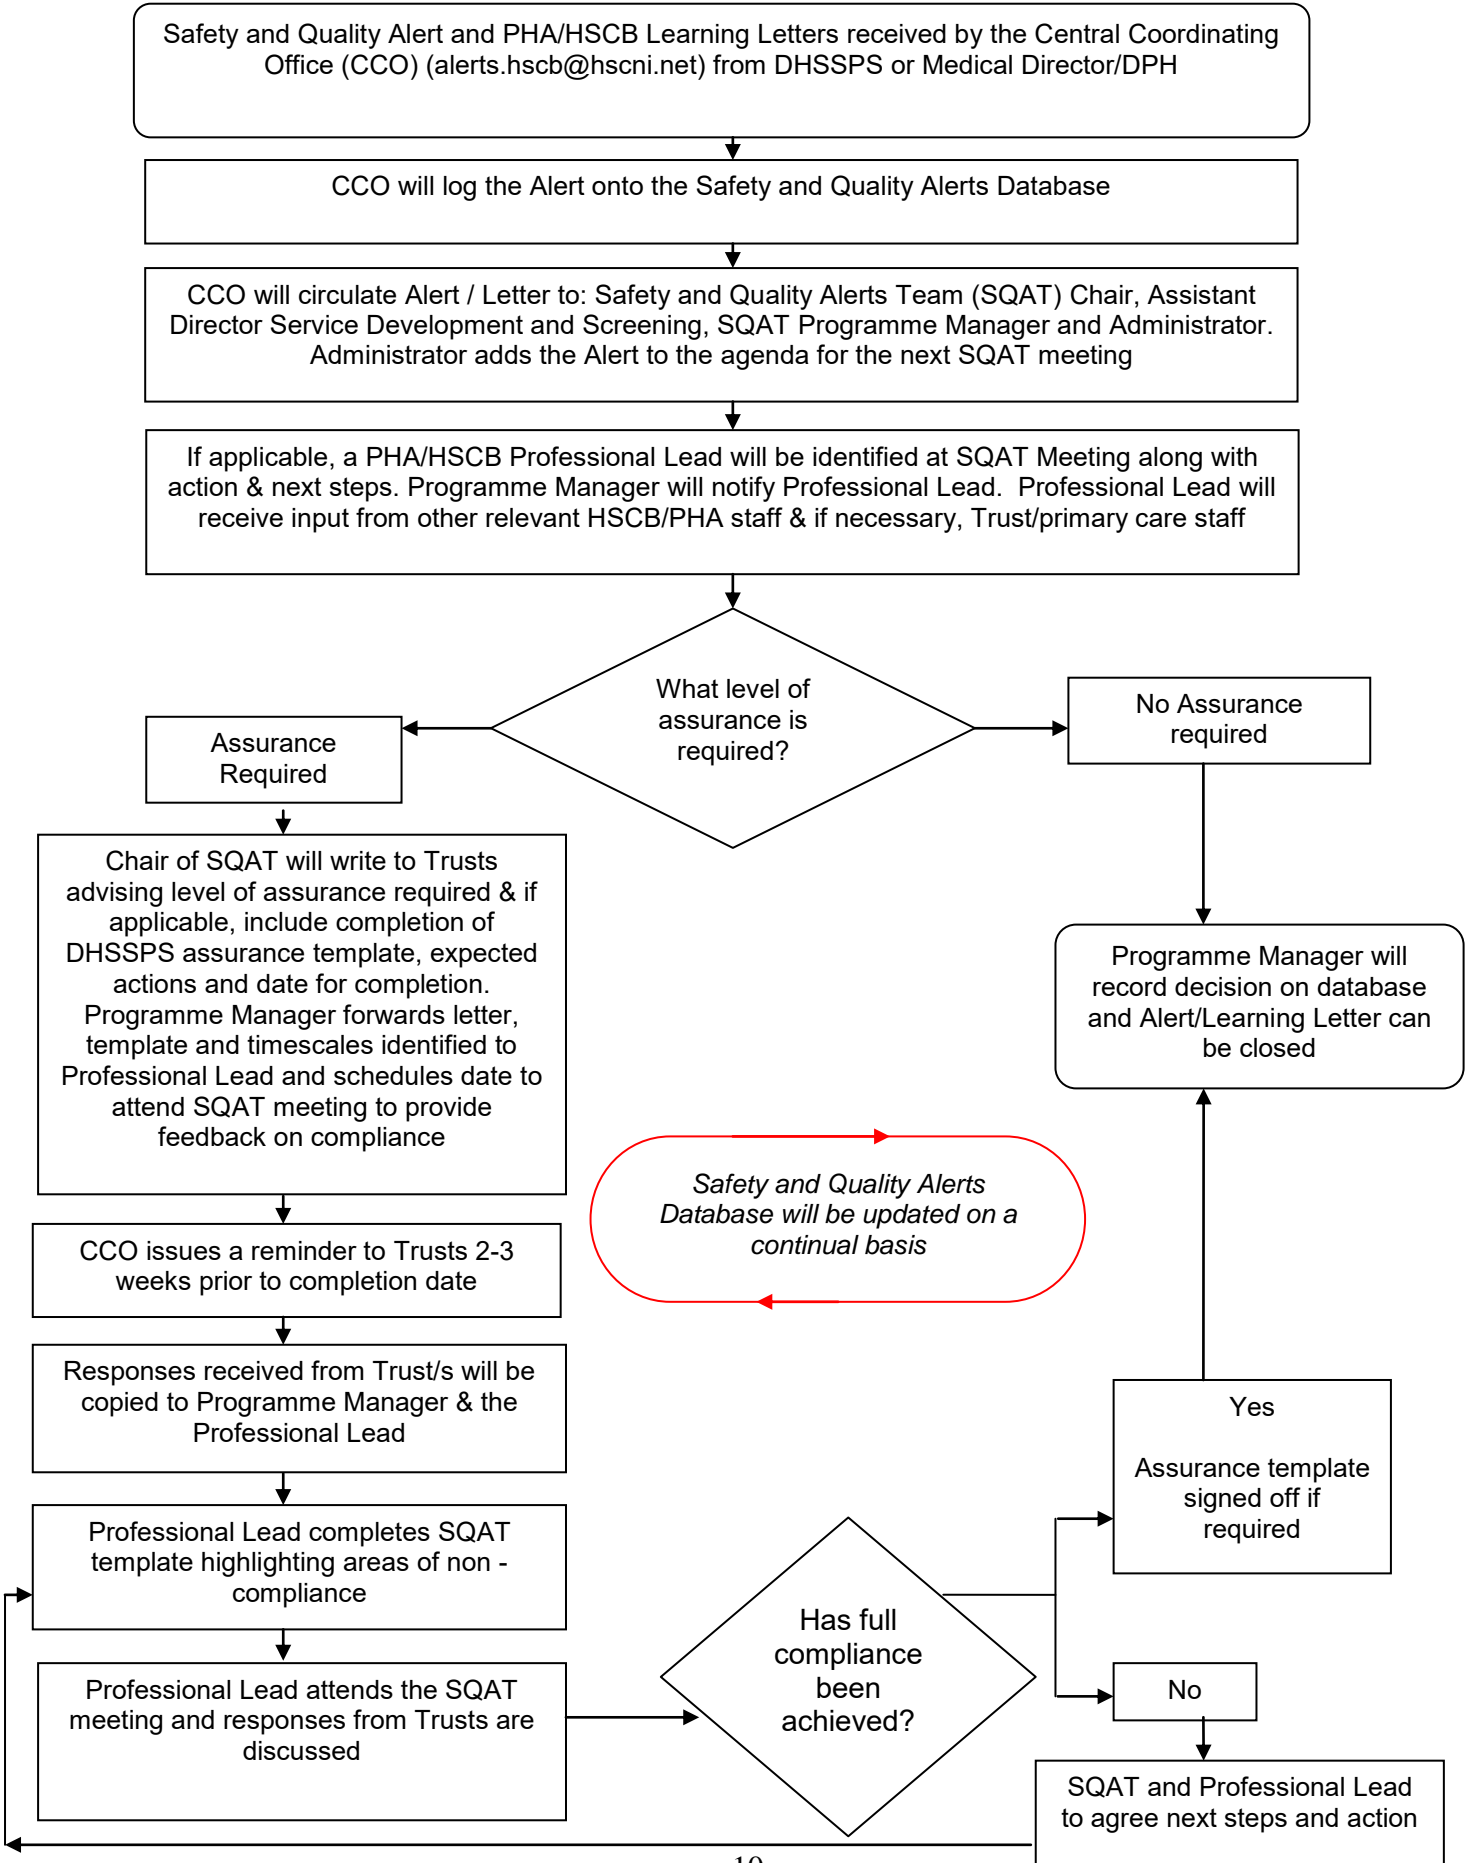 Safety and Quality Alert and PHA/HSCB Learning Letters received by the Central Coordinating
Office (CCO) (alerts.hscb@hscni.net) from DHSSPS or Medical Director/DPH
CCO will log the Alert onto the Safety and Quality Alerts Database
CCO will circulate Alert / Letter to: Safety and Quality Alerts Team (SQAT) Chair, Assistant
Director Service Development and Screening, SQAT Programme Manager and Administrator.
Administrator adds the Alert to the agenda for the next SQAT meeting
If applicable, a PHA/HSCB Professional Lead will be identified at SQAT Meeting along with
action & next steps. Programme Manager will notify Professional Lead.  Professional Lead will
receive input from other relevant HSCB/PHA staff & if necessary, Trust/primary care staff
What level of
assurance is
required?
No Assurance
required
Assurance
Required
Chair of SQAT will write to Trusts
advising level of assurance required & if
applicable, include completion of
DHSSPS assurance template, expected
actions and date for completion.
Programme Manager forwards letter,
template and timescales identified to
Professional Lead and schedules date to
attend SQAT meeting to provide
feedback on compliance
Programme Manager will
record decision on database
and Alert/Learning Letter can
be closed
Safety and Quality Alerts
Database will be updated on a
continual basis
CCO issues a reminder to Trusts 2-3
weeks prior to completion date
Responses received from Trust/s will be
copied to Programme Manager & the
Professional Lead
Professional Lead completes SQAT
template highlighting areas of non -
compliance
Professional Lead attends the SQAT
meeting and responses from Trusts are
discussed
Has full
compliance
been
achieved?
Yes
Assurance template
signed off if
required
No
SQAT and Professional Lead
to agree next steps and action